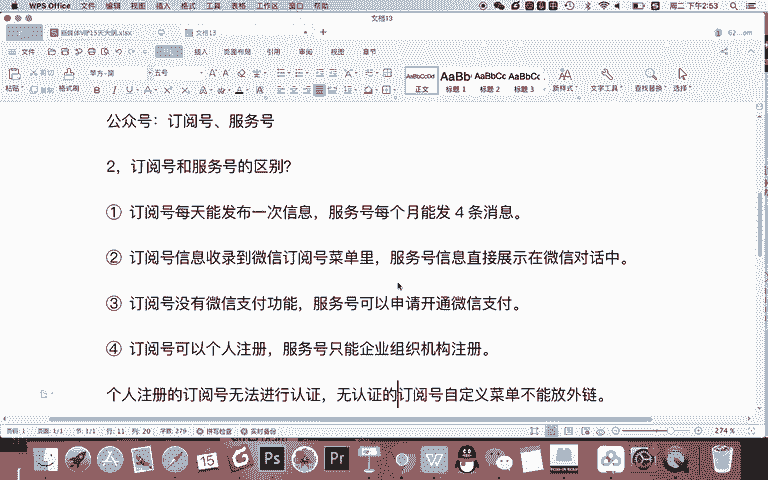 WPS Office 文件 编辑 视图 插入 格式 工具 表格 工作区 窗口 帮助 周二 下午2:53
文档13
新媒体VIP15天大纲.xlsx 文档13 +
文件 插入 页面布局 引用 审阅 视图 章节
粘贴 剪切 复制 格式刷 苹方-简 五号 AaBbCcDd 正文 AaBb 标题 1 AaBbCc 标题 2 AaBbCc 标题 3 新样式 文字工具 查找替换 选择
公众号：订阅号、服务号
2，订阅号和服务号的区别？
① 订阅号每天能发布一次信息，服务号每个月能发 4 条消息。
② 订阅号信息收录到微信订阅号菜单里，服务号信息直接展示在微信对话中。
③ 订阅号没有微信支付功能，服务号可以申请开通微信支付。
④ 订阅号可以个人注册，服务号只能企业组织机构注册。
个人注册的订阅号无法进行认证，无认证的订阅号自定义菜单不能放外链。
页码：1 页面：1/1 节：1/1 行：11 列：20 字数：279 拼写检查 实时备份 274 %